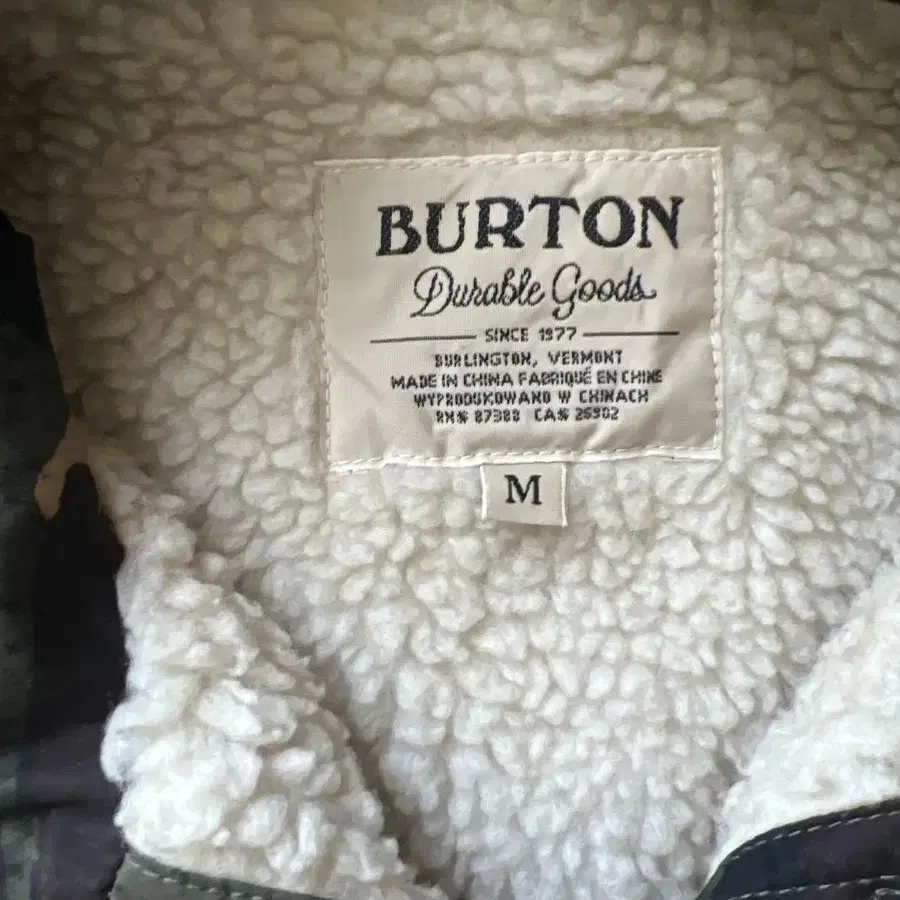 BURTON
Durable Goods
SINCE 1977
BURLINGTON, VERMONT
MADE IN CHINA FABRIQUÉ EN CHINE
WYPRODUKOWANO W CHINACH
RN# 87388 CA# 26902
M